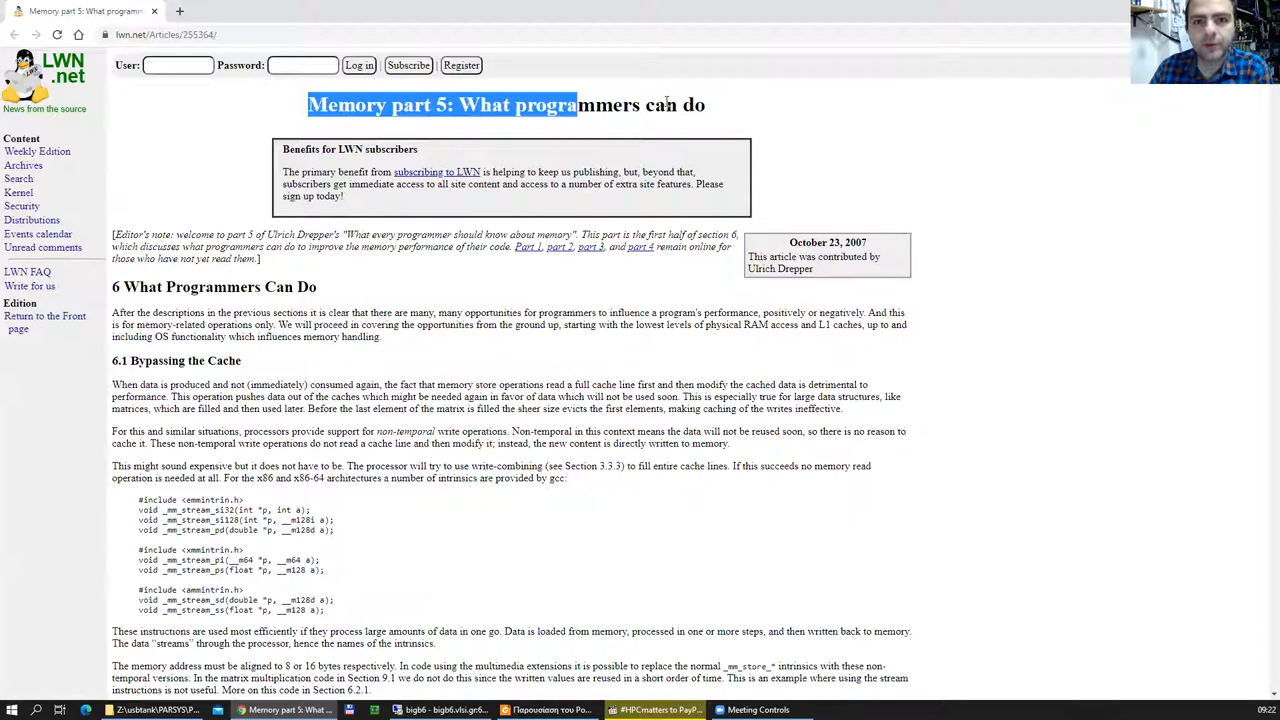 Memory part 5: What program
lwn.net/Articles/255364/
LWN
.net
News from the source
User: Password: Log in | Subscribe | Register
Content
Weekly Edition
Archives
Search
Kernel
Security
Distributions
Events calendar
Unread comments
LWN FAQ
Write for us
Edition
Return to the Front
page
Memory part 5: What programmers can do
Benefits for LWN subscribers
The primary benefit from subscribing to LWN is helping to keep us publishing, but, beyond that,
subscribers get immediate access to all site content and access to a number of extra site features. Please
sign up today!
[Editor's note: welcome to part 5 of Ulrich Drepper's "What every programmer should know about memory". This part is the first half of section 6,
which discusses what programmers can do to improve the memory performance of their code. Part 1, part 2, part 3, and part 4 remain online for
those who have not yet read them.]
October 23, 2007
This article was contributed by
Ulrich Drepper
6 What Programmers Can Do
After the descriptions in the previous sections it is clear that there are many, many opportunities for programmers to influence a program's performance, positively or negatively. And this
is for memory-related operations only. We will proceed in covering the opportunities from the ground up, starting with the lowest levels of physical RAM access and L1 caches, up to and
including OS functionality which influences memory handling.
6.1 Bypassing the Cache
When data is produced and not (immediately) consumed again, the fact that memory store operations read a full cache line first and then modify the cached data is detrimental to
performance. This operation pushes data out of the caches which might be needed again in favor of data which will not be used soon. This is especially true for large data structures, like
matrices, which are filled and then used later. Before the last element of the matrix is filled the sheer size evicts the first elements, making caching of the writes ineffective.
For this and similar situations, processors provide support for non-temporal write operations. Non-temporal in this context means the data will not be reused soon, so there is no reason to
cache it. These non-temporal write operations do not read a cache line and then modify it; instead, the new content is directly written to memory.
This might sound expensive but it does not have to be. The processor will try to use write-combining (see Section 3.3.3) to fill entire cache lines. If this succeeds no memory read
operation is needed at all. For the x86 and x86-64 architectures a number of intrinsics are provided by gcc:
#include <emmintrin.h>
void _mm_stream_si32(int *p, int a);
void _mm_stream_si128(int *p, __m128i a);
void _mm_stream_pd(double *p, __m128d a);
#include <xmmintrin.h>
void _mm_stream_pi(__m64 *p, __m64 a);
void _mm_stream_ps(float *p, __m128 a);
#include <ammintrin.h>
void _mm_stream_sd(double *p, __m128d a);
void _mm_stream_ss(float *p, __m128 a);
These instructions are used most efficiently if they process large amounts of data in one go. Data is loaded from memory, processed in one or more steps, and then written back to memory.
The data “streams” through the processor, hence the names of the intrinsics.
The memory address must be aligned to 8 or 16 bytes respectively. In code using the multimedia extensions it is possible to replace the normal _mm_store_* intrinsics with these non-
temporal versions. In the matrix multiplication code in Section 9.1 we do not do this since the written values are reused in a short order of time. This is an example where using the stream
instructions is not useful. More on this code in Section 6.2.1.
Z:\usbtank\PARSYS\P... Memory part 5: What ... bigb6 - bigb6.vlsi.gr:6... Παρουσίαση του Pow... #HPCmatters to PayP... Meeting Controls 09:22